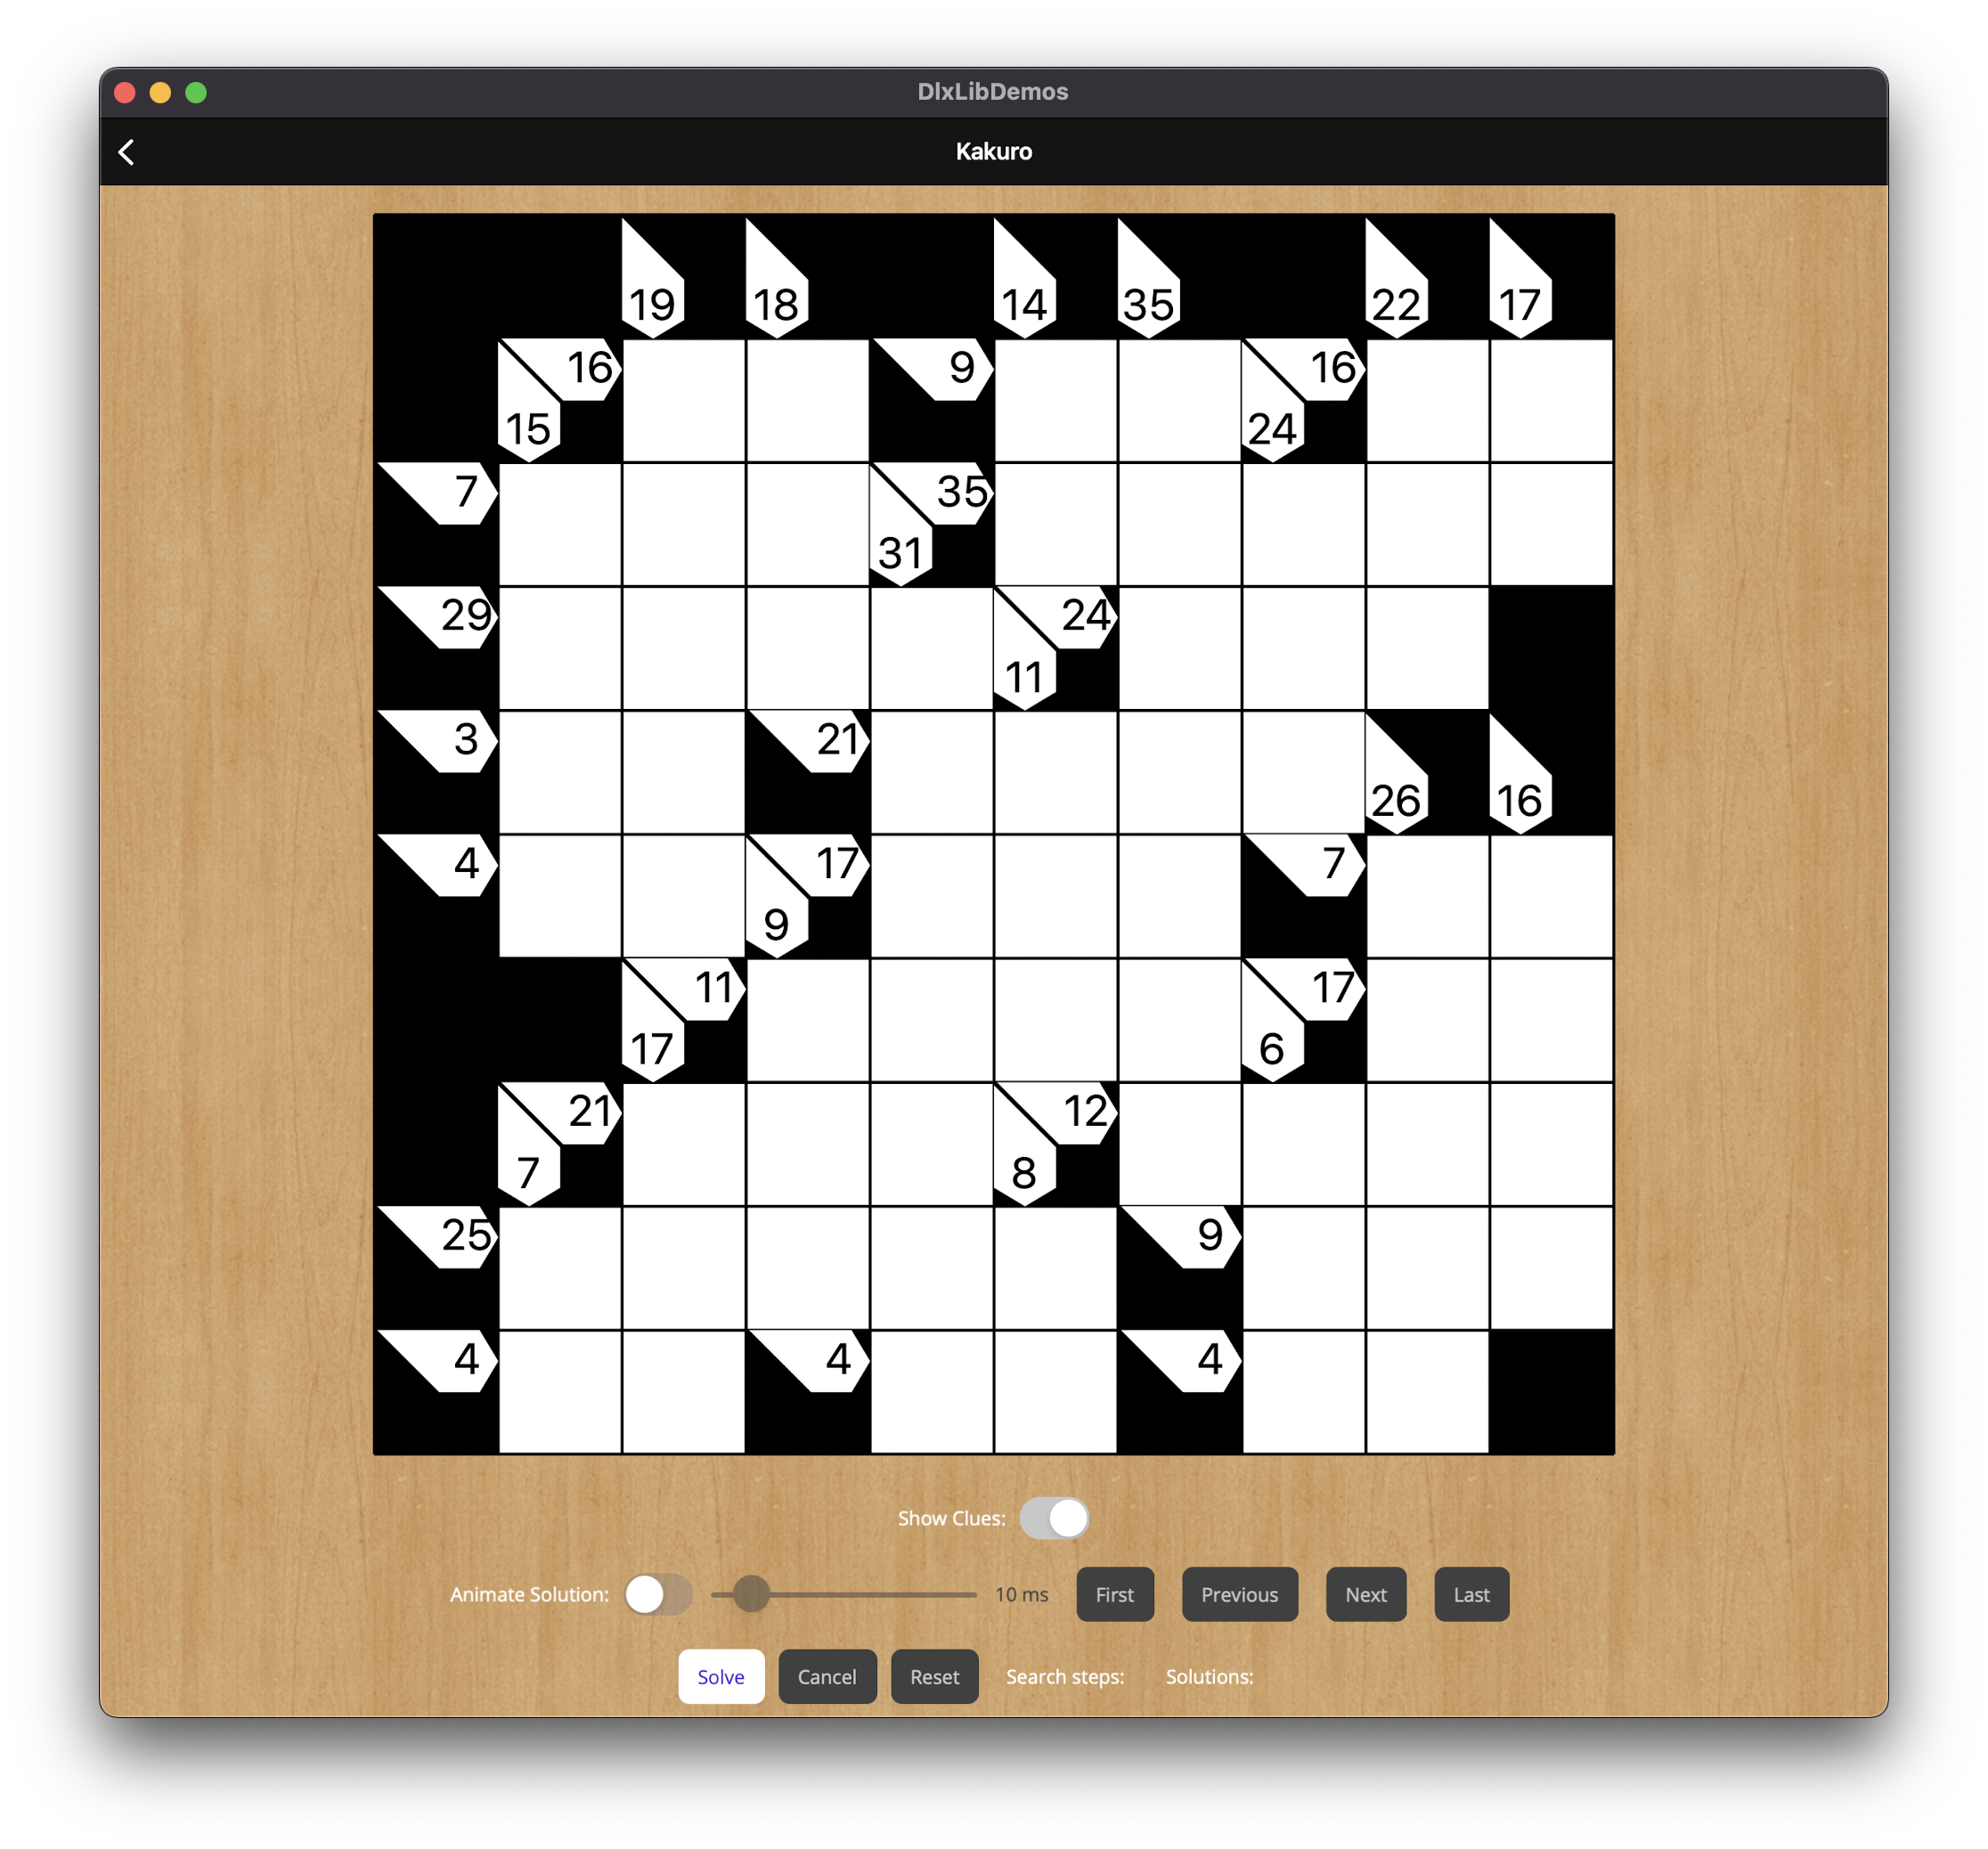 DlxLibDemos
Kakuro
19 18 14 35 22 17
16 9 16
15 24
7 35
31
29 24
11
3 21
26 16
4 17 7
9
11 17
17 6
21 12
7 8
25 9
4 4 4
Show Clues:
Animate Solution: 10 ms First Previous Next Last
Solve Cancel Reset Search steps: Solutions: